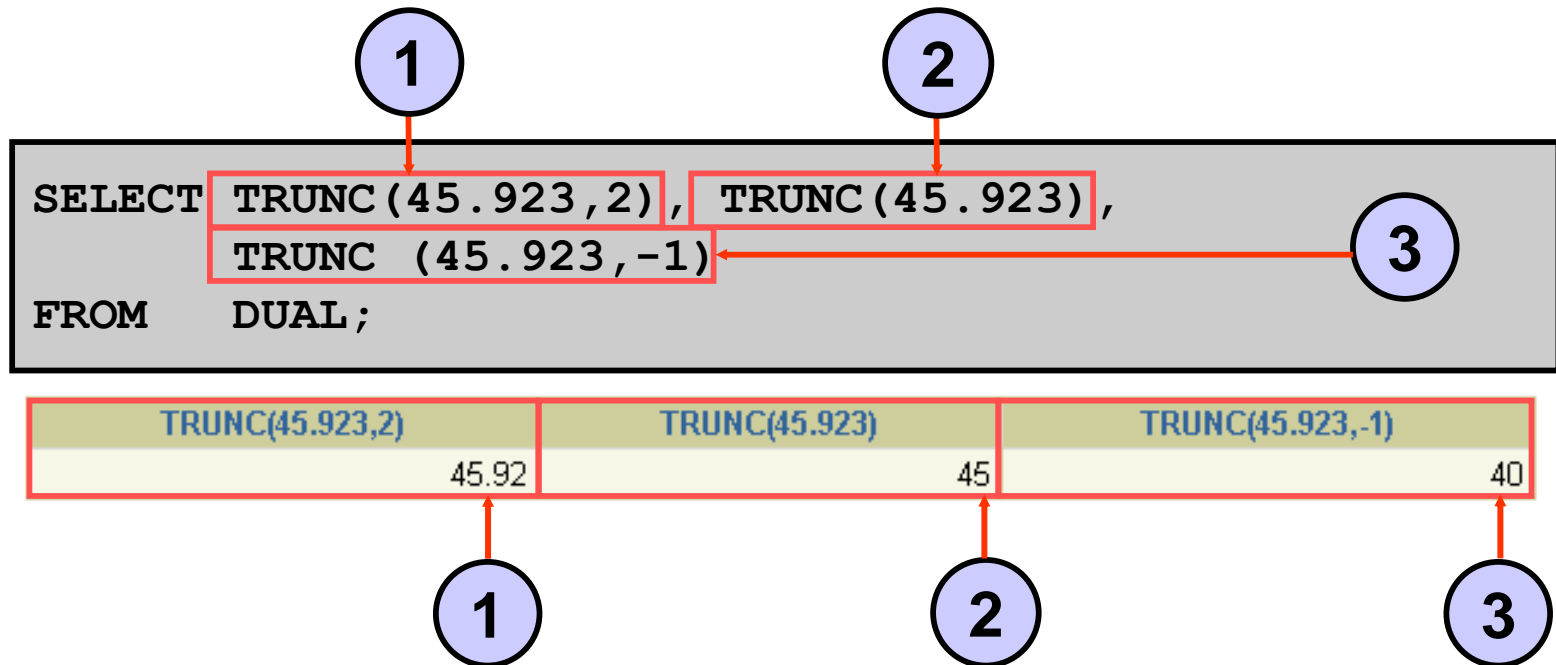 1 2
SELECT TRUNC(45.923,2), TRUNC(45.923),
TRUNC (45.923,-1) 3
FROM DUAL;
TRUNC(45.923,2) TRUNC(45.923) TRUNC(45.923,-1)
45.92 45 40
1 2 3